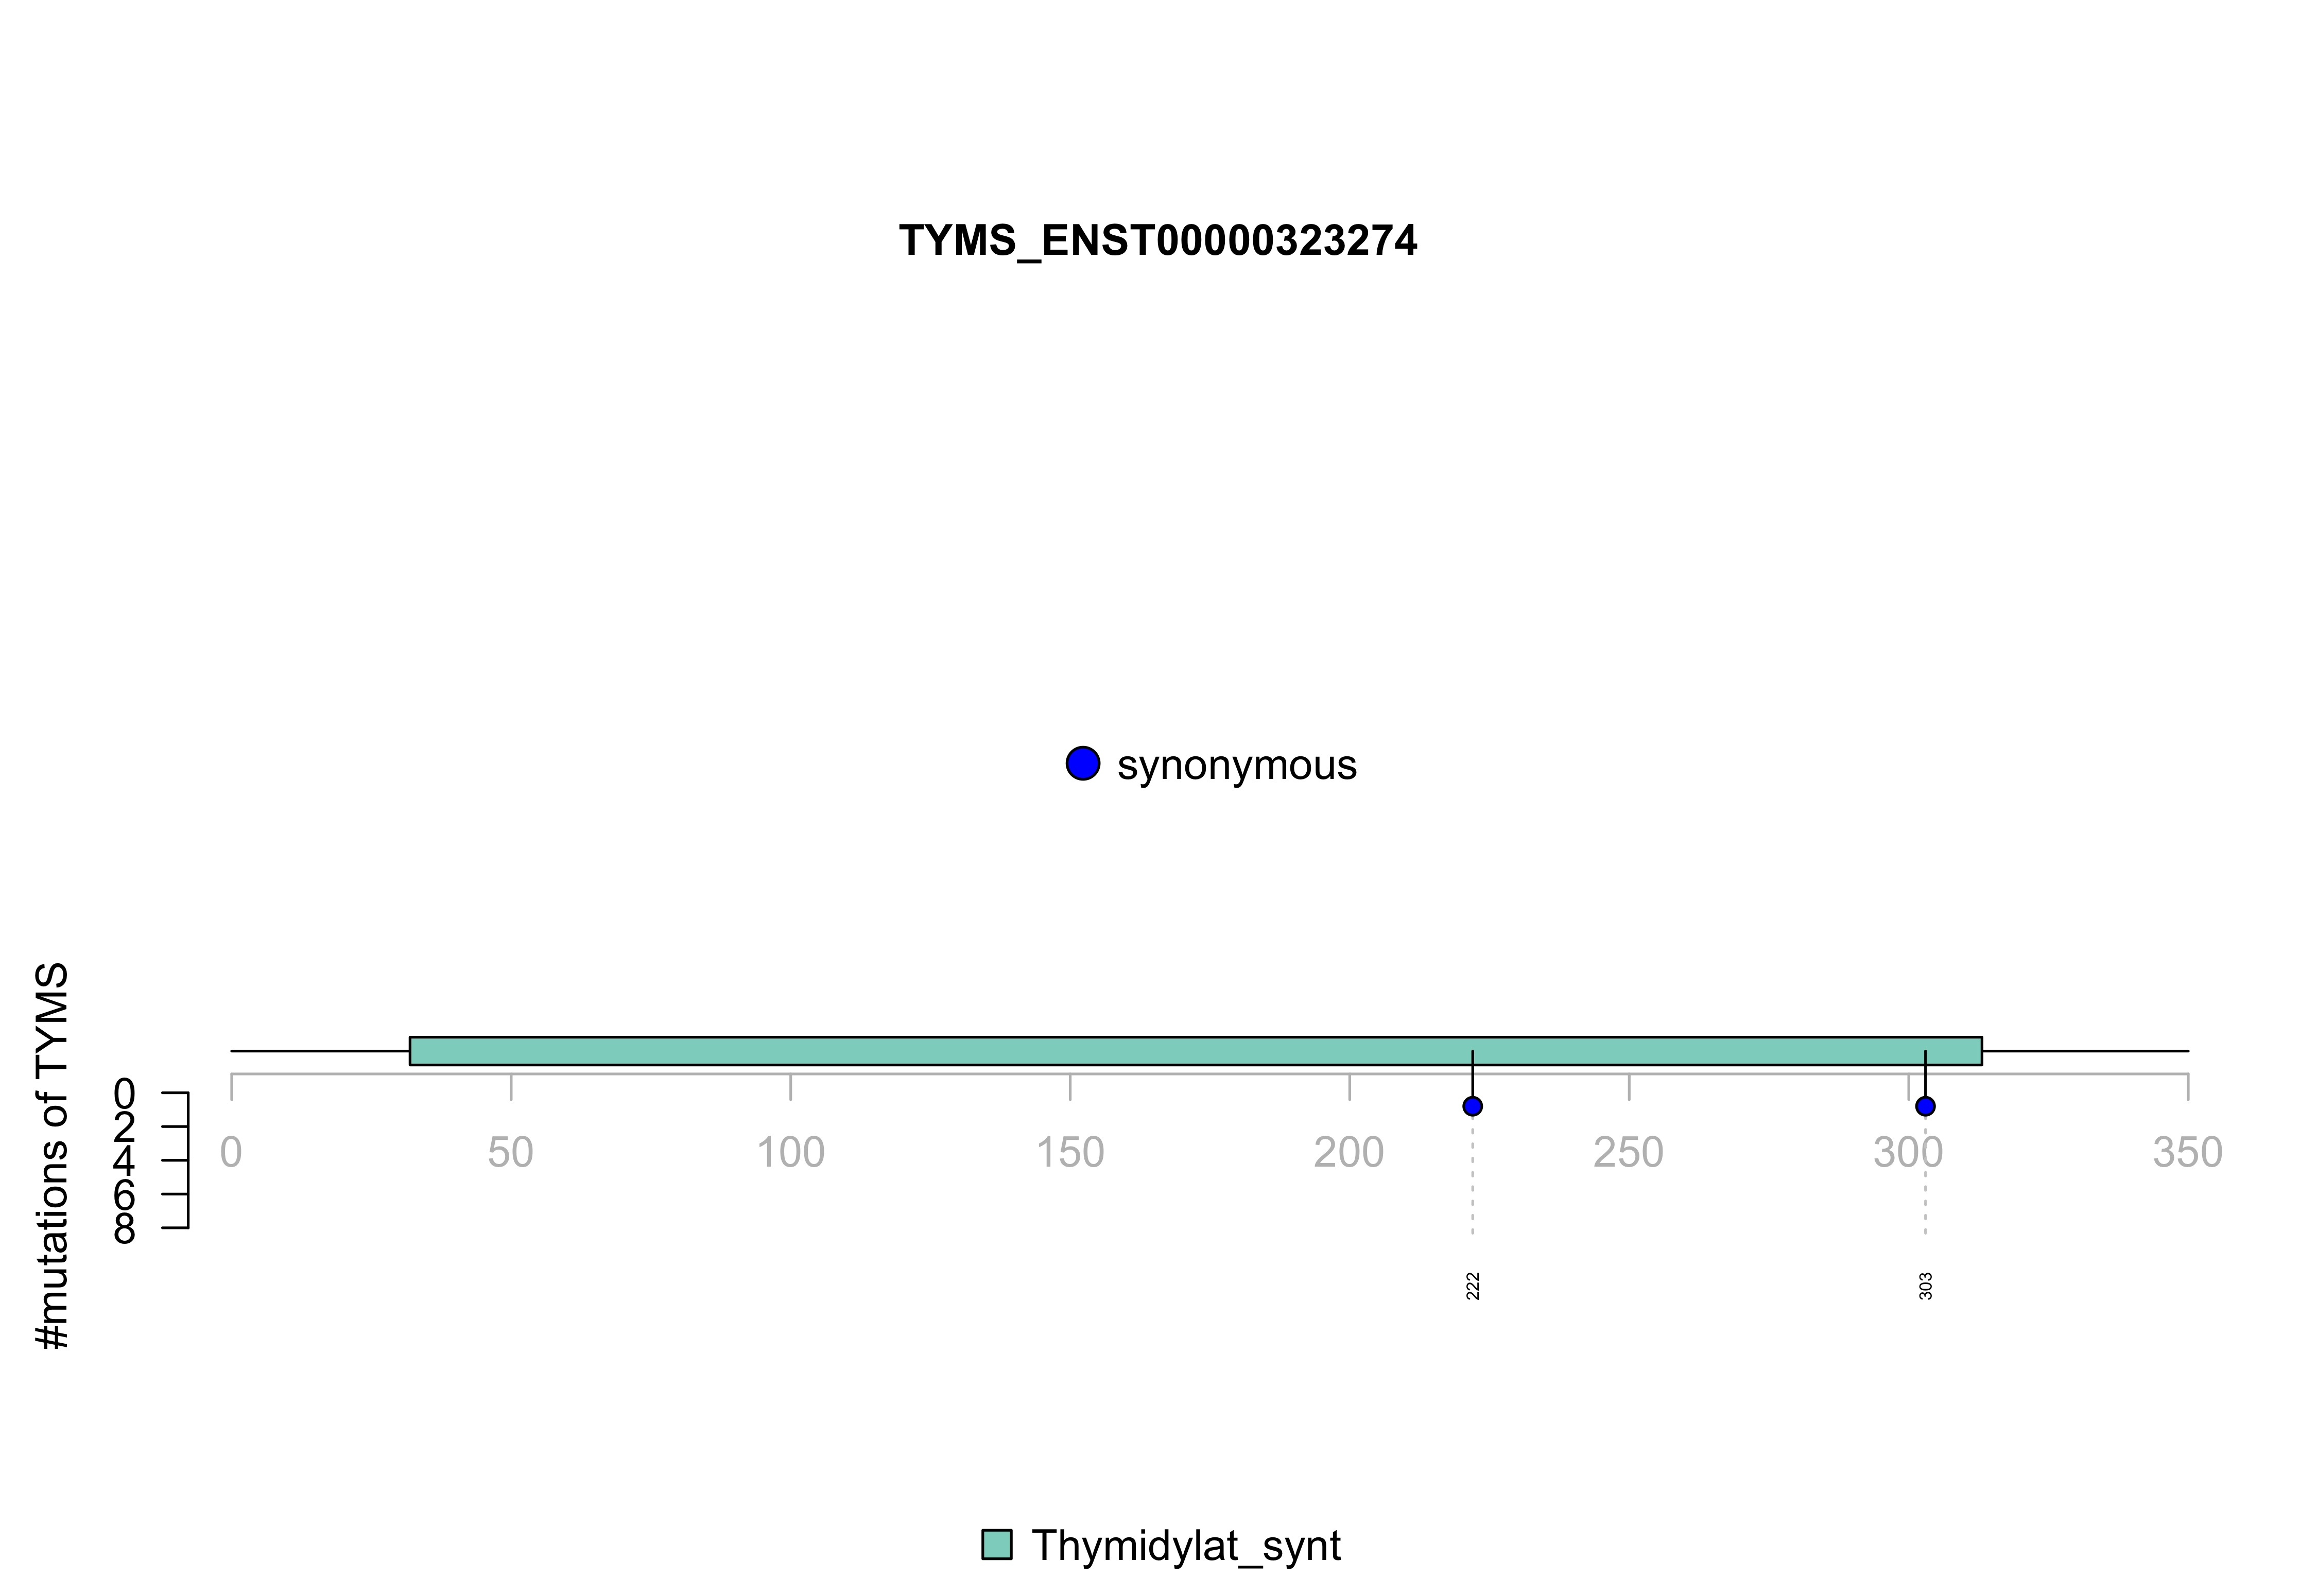 TYMS_ENST00000323274
synonymous
#mutations of TYMS
0
2
4
6
8
0 50 100 150 200 250 300 350
222 303
Thymidylat_synt